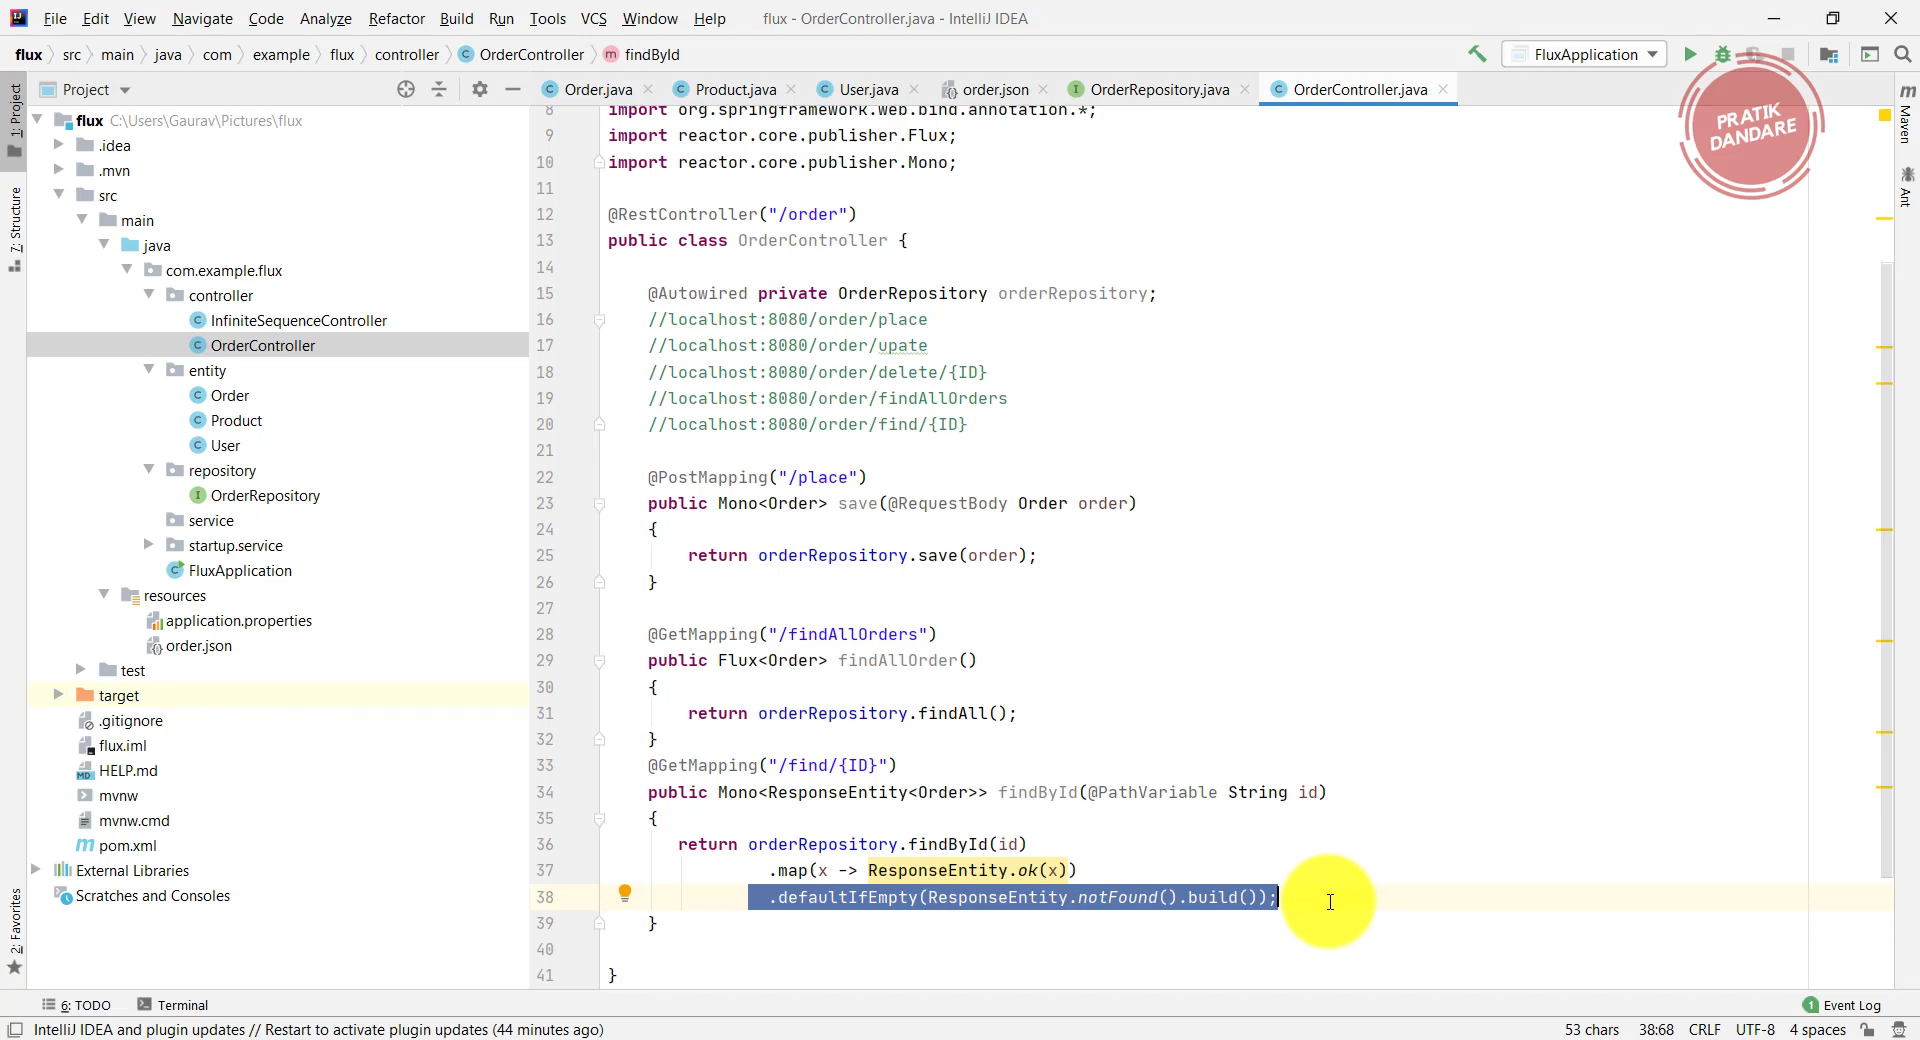 File Edit View Navigate Code Analyze Refactor Build Run Tools VCS Window Help flux - OrderController.java - IntelliJ IDEA
flux src main java com example flux controller OrderController findById FluxApplication
Project Order.java Product.java User.java order.json OrderRepository.java OrderController.java
1: Project
7: Structure
2: Favorites
Maven
Ant
PRATIK
DANDARE
flux C:\Users\Gaurav\Pictures\flux
.idea
.mvn
src
main
java
com.example.flux
controller
InfiniteSequenceController
OrderController
entity
Order
Product
User
repository
OrderRepository
service
startup.service
FluxApplication
resources
application.properties
order.json
test
target
.gitignore
flux.iml
HELP.md
mvnw
mvnw.cmd
pom.xml
External Libraries
Scratches and Consoles
8 import org.springframework.web.bind.annotation.*;
9 import reactor.core.publisher.Flux;
10 import reactor.core.publisher.Mono;
11
12 @RestController("/order")
13 public class OrderController {
14
15 @Autowired private OrderRepository orderRepository;
16 //localhost:8080/order/place
17 //localhost:8080/order/upate
18 //localhost:8080/order/delete/{ID}
19 //localhost:8080/order/findAllOrders
20 //localhost:8080/order/find/{ID}
21
22 @PostMapping("/place")
23 public Mono<Order> save(@RequestBody Order order)
24 {
25 return orderRepository.save(order);
26 }
27
28 @GetMapping("/findAllOrders")
29 public Flux<Order> findAllOrder()
30 {
31 return orderRepository.findAll();
32 }
33 @GetMapping("/find/{ID}")
34 public Mono<ResponseEntity<Order>> findById(@PathVariable String id)
35 {
36 return orderRepository.findById(id)
37 .map(x -> ResponseEntity.ok(x))
38 .defaultIfEmpty(ResponseEntity.notFound().build());
39 }
40
41 }
6: TODO Terminal 1 Event Log
IntelliJ IDEA and plugin updates // Restart to activate plugin updates (44 minutes ago) 53 chars 38:68 CRLF UTF-8 4 spaces